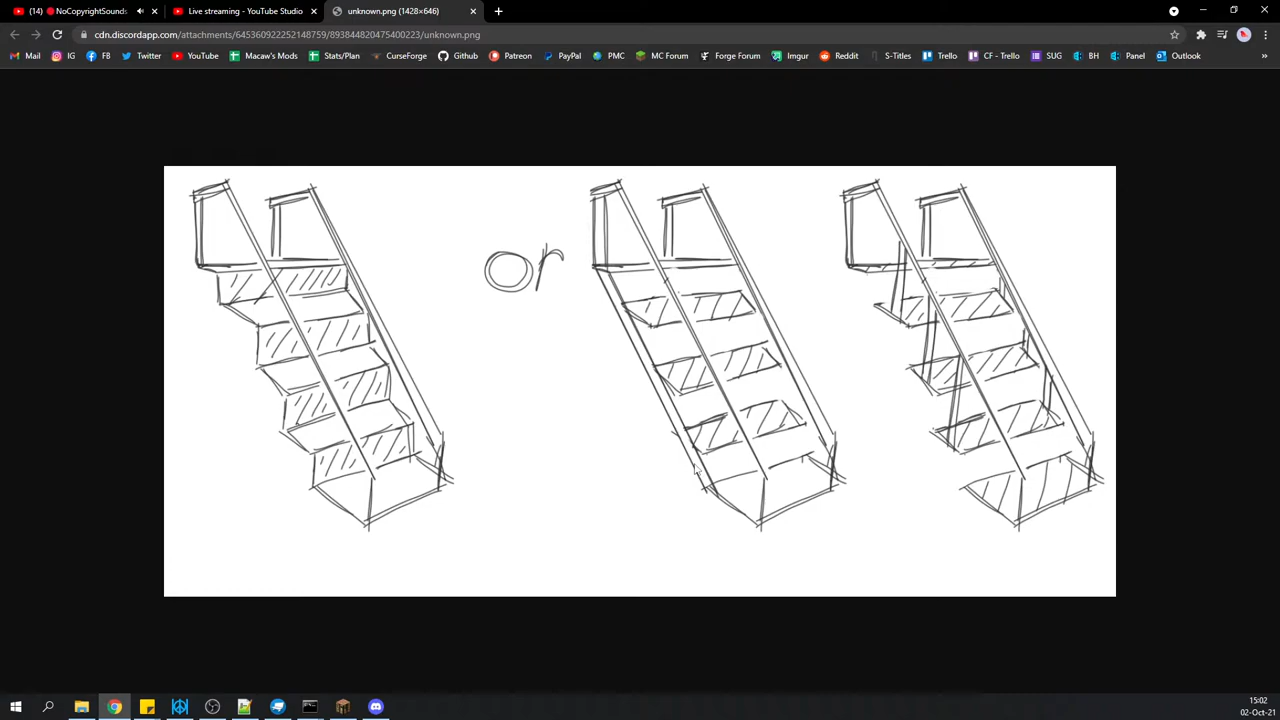 (14) 🔴NoCopyrightSounds
Live streaming - YouTube Studio
unknown.png (1428×646)
cdn.discordapp.com/attachments/645360922252148759/893844820475400223/unknown.png
Mail
IG
FB
Twitter
YouTube
Macaw's Mods
Stats/Plan
CurseForge
Github
Patreon
PayPal
PMC
MC Forum
Forge Forum
Imgur
Reddit
S-Titles
Trello
CF - Trello
SUG
BH
Panel
Outlook
»
or
15:02
02-Oct-21